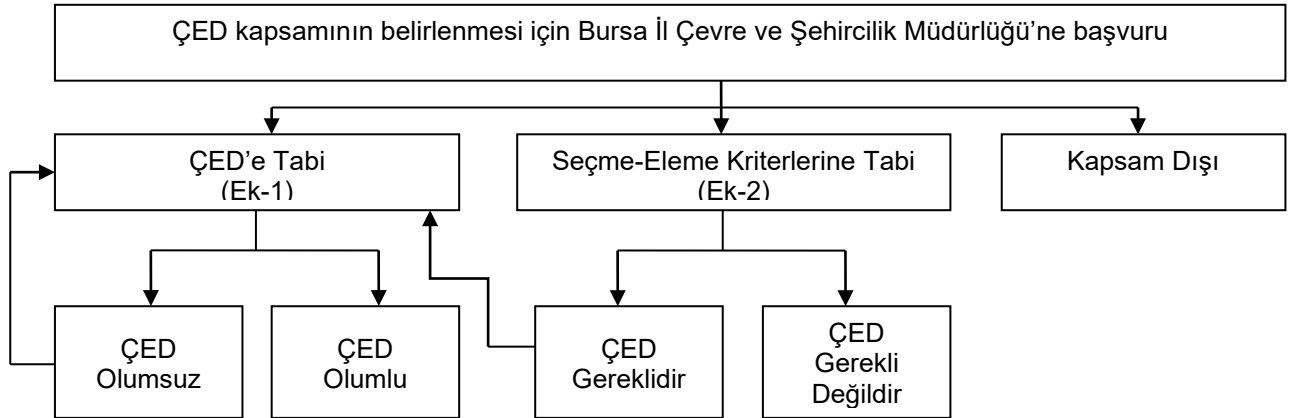 ÇED kapsamının belirlenmesi için Bursa İl Çevre ve Şehircilik Müdürlüğü’ne başvuru
ÇED’e Tabi
(Ek-1)
Seçme-Eleme Kriterlerine Tabi
(Ek-2)
Kapsam Dışı
ÇED
Olumsuz
ÇED
Olumlu
ÇED
Gereklidir
ÇED
Gerekli
Değildir